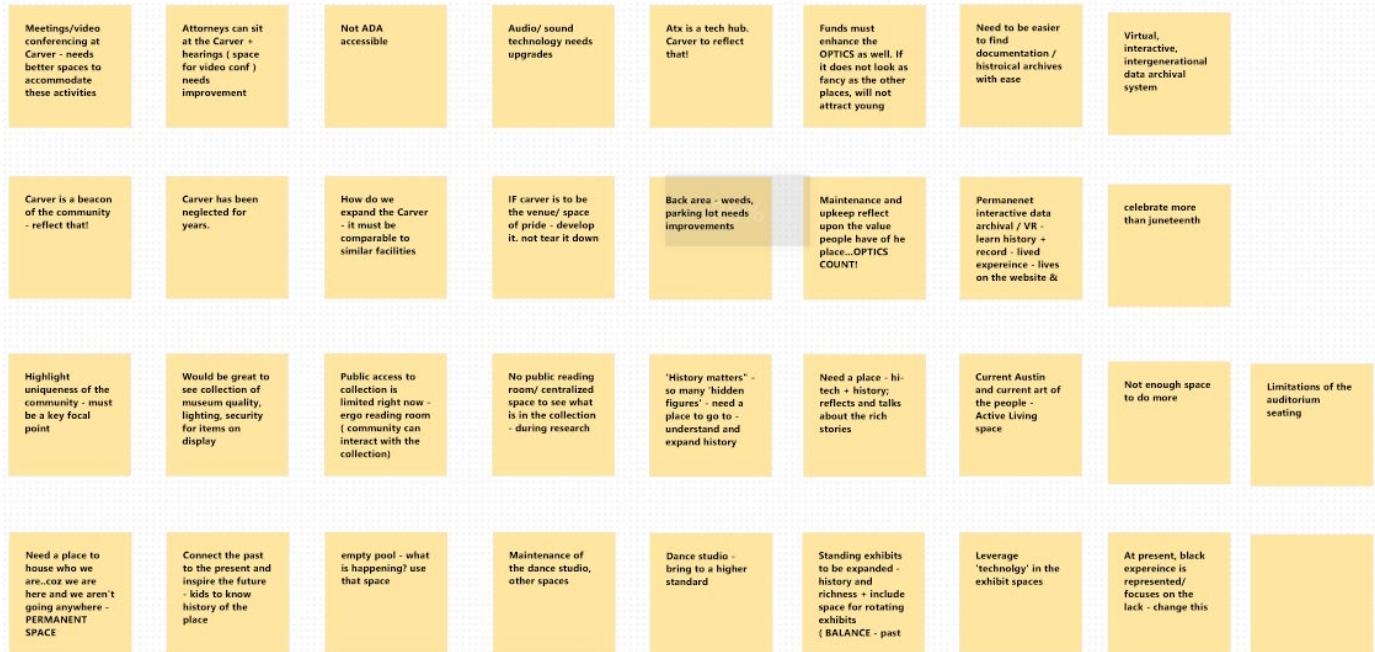 Meetings/video
conferencing at
Carver - needs
better spaces to
accommodate
these activities
Attorneys can sit
at the Carver +
hearings ( space
for video conf )
needs
improvement
Not ADA
accessible
Audio/ sound
technology needs
upgrades
Atx is a tech hub.
Carver to reflect
that!
Funds must
enhance the
OPTICS as well. If
it does not look as
fancy as the other
places, will not
attract young
Need to be easier
to find
documentation /
histroical archives
with ease
Virtual,
interactive,
intergenerational
data archival
system
Carver is a beacon
of the community
- reflect that!
Carver has been
neglected for
years.
How do we
expand the Carver
- it must be
comparable to
similar facilities
IF carver is to be
the venue/ space
of pride - develop
it. not tear it down
Back area - weeds,
parking lot needs
improvements
Maintenance and
upkeep reflect
upon the value
people have of he
place...OPTICS
COUNT!
Permanenet
interactive data
archival / VR -
learn history +
record - lived
expereince - lives
on the website &
celebrate more
than juneteenth
Highlight
uniqueness of the
community - must
be a key focal
point
Would be great to
see collection of
museum quality,
lighting, security
for items on
display
Public access to
collection is
limited right now -
ergo reading room
( community can
interact with the
collection)
No public reading
room/ centralized
space to see what
is in the collection
- during research
'History matters" -
so many 'hidden
figures' - need a
place to go to -
understand and
expand history
Need a place - hi-
tech + history;
reflects and talks
about the rich
stories
Current Austin
and current art of
the people -
Active Living
space
Not enough space
to do more
Limitations of the
auditorium
seating
Need a place to
house who we
are..coz we are
here and we aren't
going anywhere -
PERMANENT
SPACE
Connect the past
to the present and
inspire the future
- kids to know
history of the
place
empty pool - what
is happening? use
that space
Maintenance of
the dance studio,
other spaces
Dance studio -
bring to a higher
standard
Standing exhibits
to be expanded -
history and
richness + include
space for rotating
exhibits
( BALANCE - past
Leverage
'technolgy' in the
exhibit spaces
At present, black
expereince is
represented/
focuses on the
lack - change this